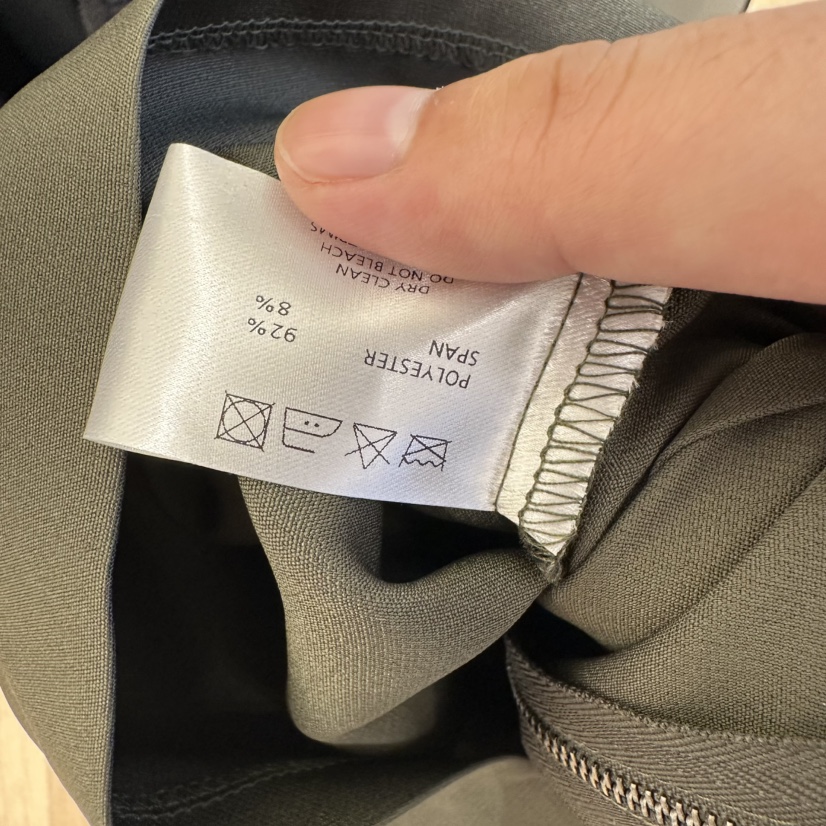 POLYESTER 92%
SPAN 8%
DRY CLEAN
DO NOT BLEACH